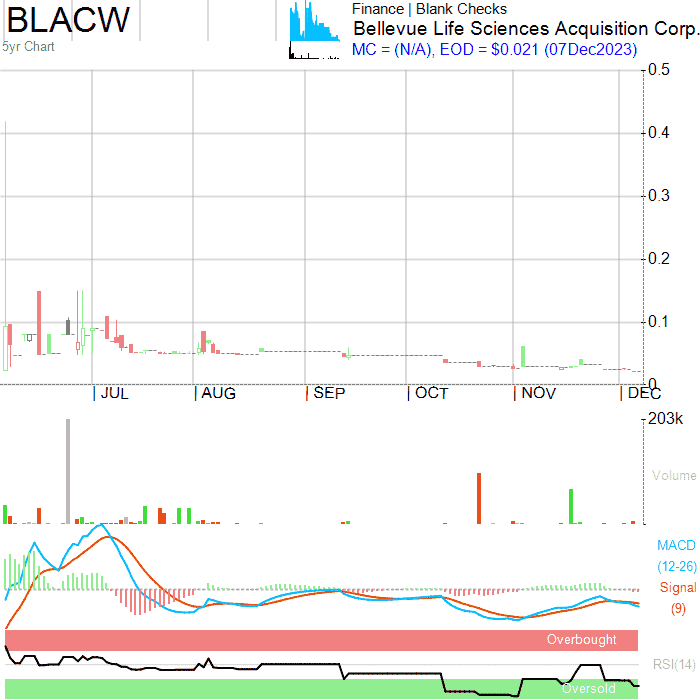 BLACW
5yr Chart
Finance | Blank Checks
Bellevue Life Sciences Acquisition Corp.
MC = (N/A), EOD = $0.021 (07Dec2023)
0.5
0.4
0.3
0.2
0.1
0
JUL AUG SEP OCT NOV DEC
203k
Volume
MACD
(12-26)
Signal
(9)
Overbought
RSI(14)
Oversold